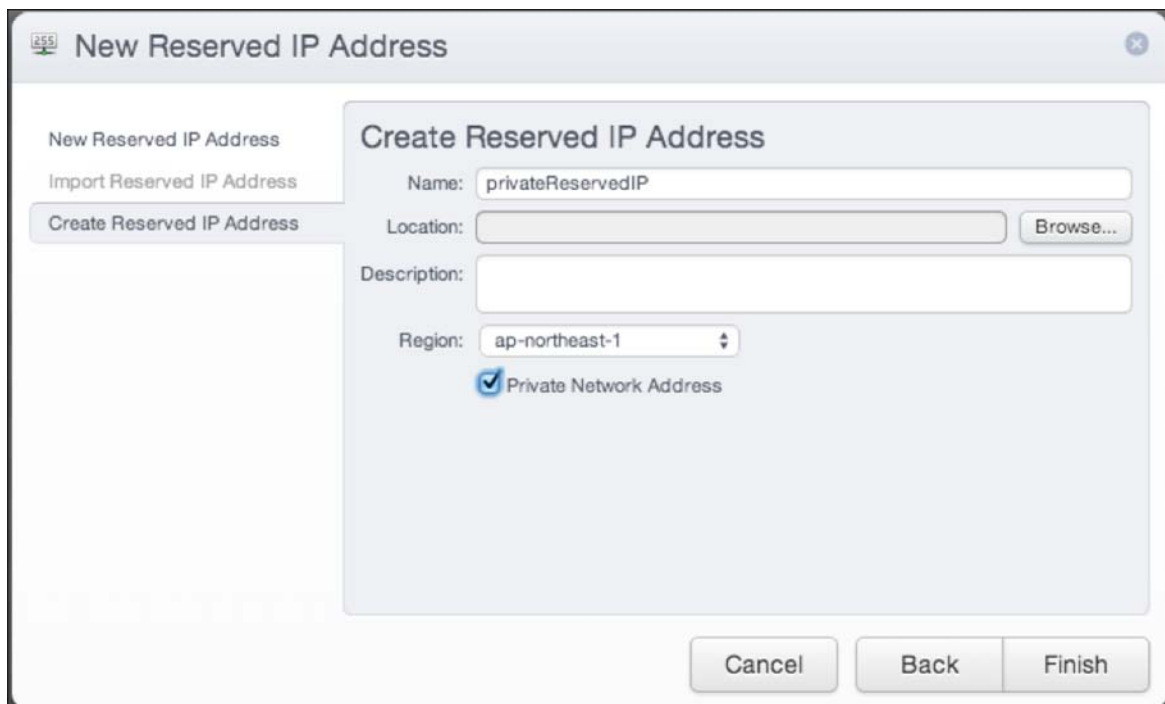 255
New Reserved IP Address
New Reserved IP Address
Import Reserved IP Address
Create Reserved IP Address
Create Reserved IP Address
Name: privateReservedIP
Location: Browse...
Description:
Region: ap-northeast-1
Private Network Address
Cancel Back Finish